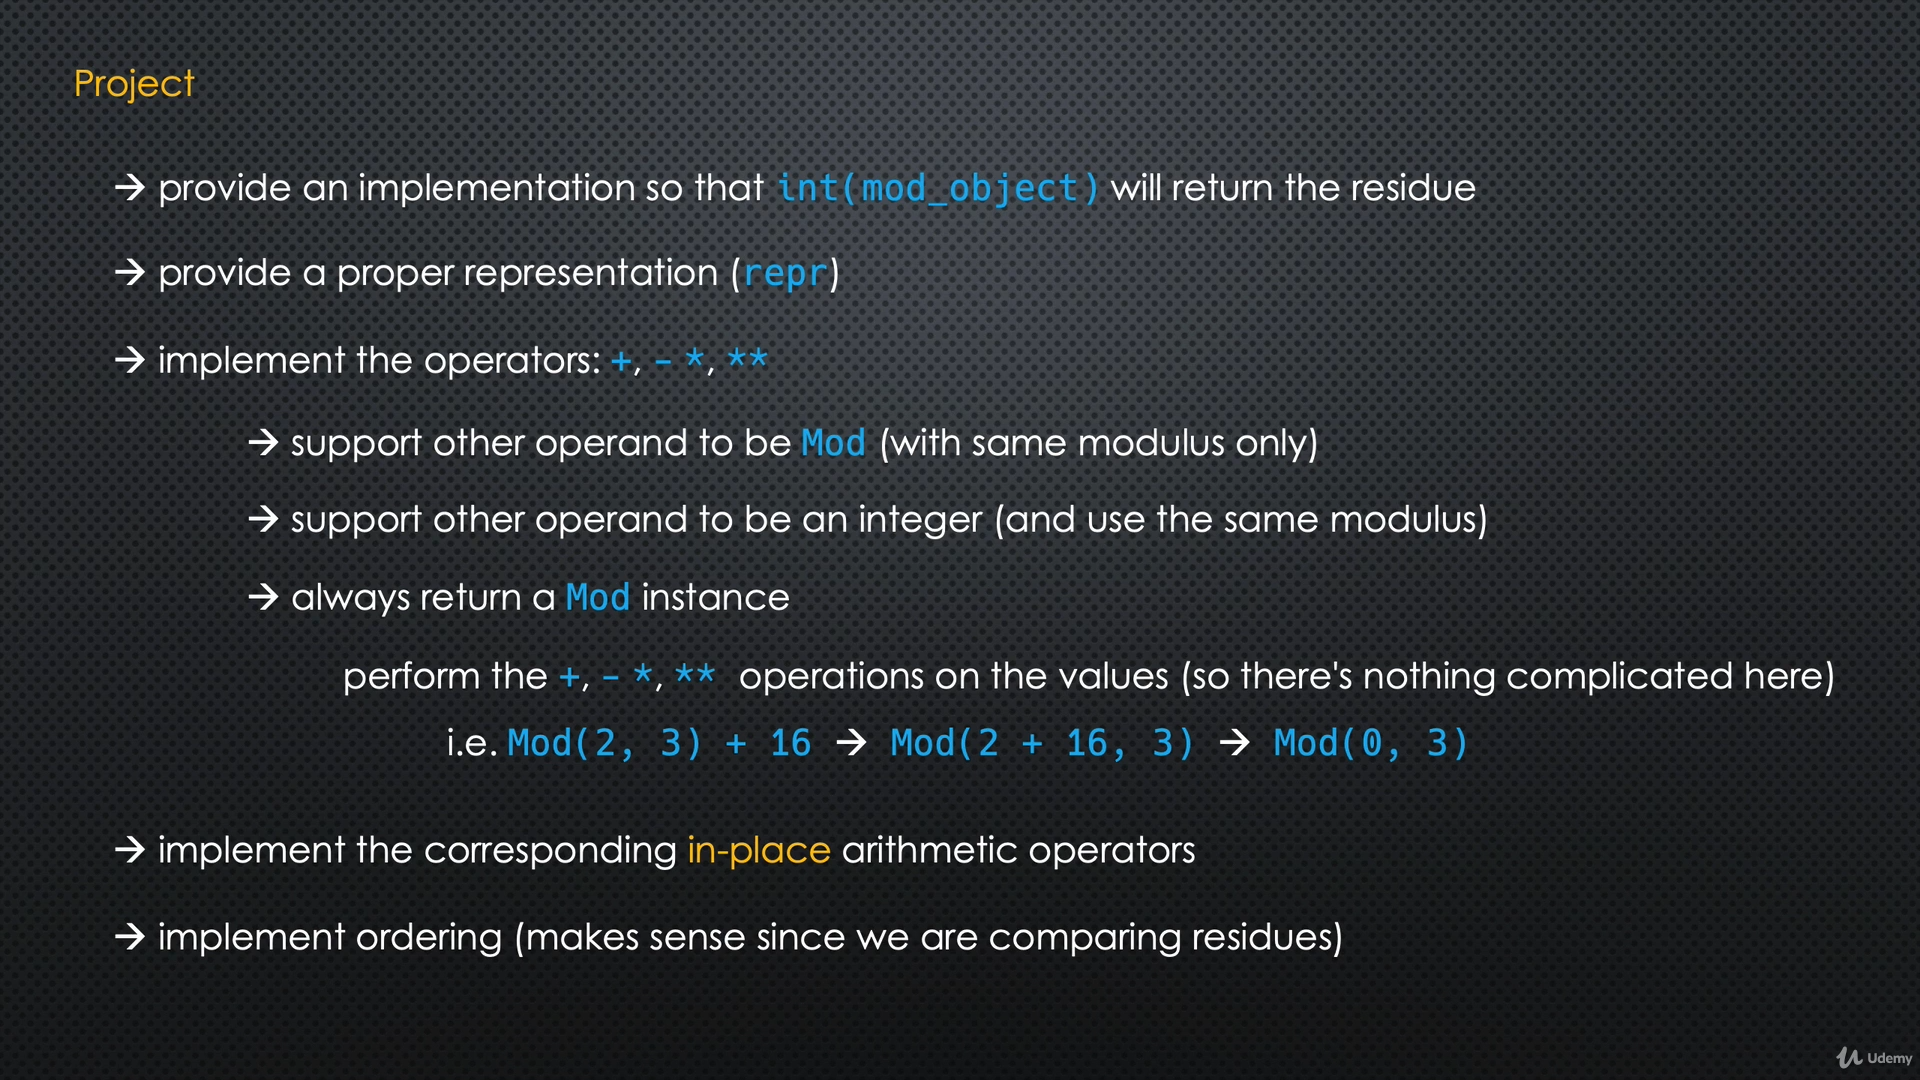 Project
→ provide an implementation so that int(mod_object) will return the residue
→ provide a proper representation (repr)
→ implement the operators: +, - *, **
→ support other operand to be Mod (with same modulus only)
→ support other operand to be an integer (and use the same modulus)
→ always return a Mod instance
perform the +, - *, ** operations on the values (so there's nothing complicated here)
i.e. Mod(2, 3) + 16 → Mod(2 + 16, 3) → Mod(0, 3)
→ implement the corresponding in-place arithmetic operators
→ implement ordering (makes sense since we are comparing residues)
Udemy